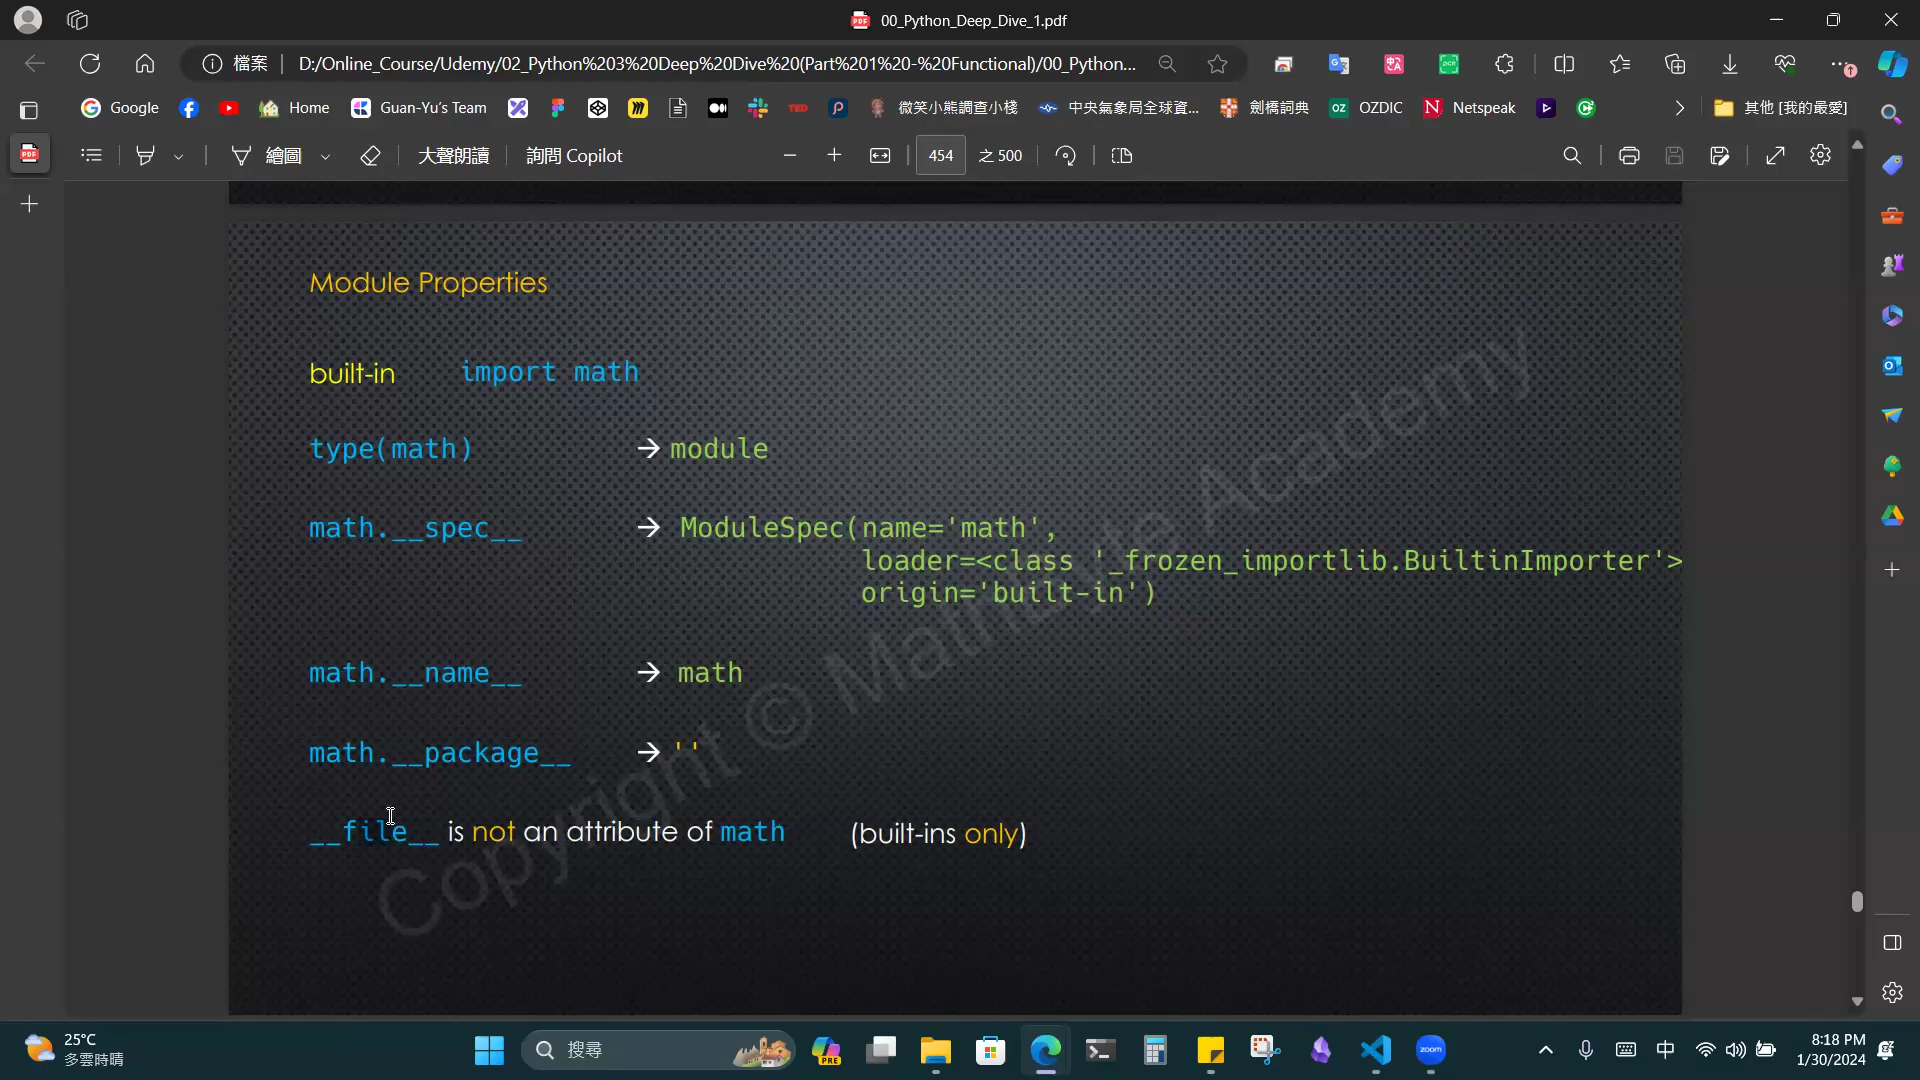 00_Python_Deep_Dive_1.pdf
檔案 D:/Online_Course/Udemy/02_Python%203%20Deep%20Dive%20(Part%201%20-%20Functional)/00_Python...
Google Home Guan-Yu's Team TED 微笑小熊調查小棧 中央氣象局全球資... 劍橋詞典 OZ OZDIC N Netspeak 其他 [我的最愛]
繪圖 大聲朗讀 詢問 Copilot 454 之 500
Module Properties
built-in import math
type(math) → module
math.__spec__ → ModuleSpec(name='math',
loader=<class '_frozen_importlib.BuiltinImporter'>
origin='built-in')
math.__name__ → math
math.__package__ → ''
__file__ is not an attribute of math (built-ins only)
Copyright © MathByte Academy
25°C
多雲時晴
搜尋
PRE
zoom
中
8:18 PM
1/30/2024